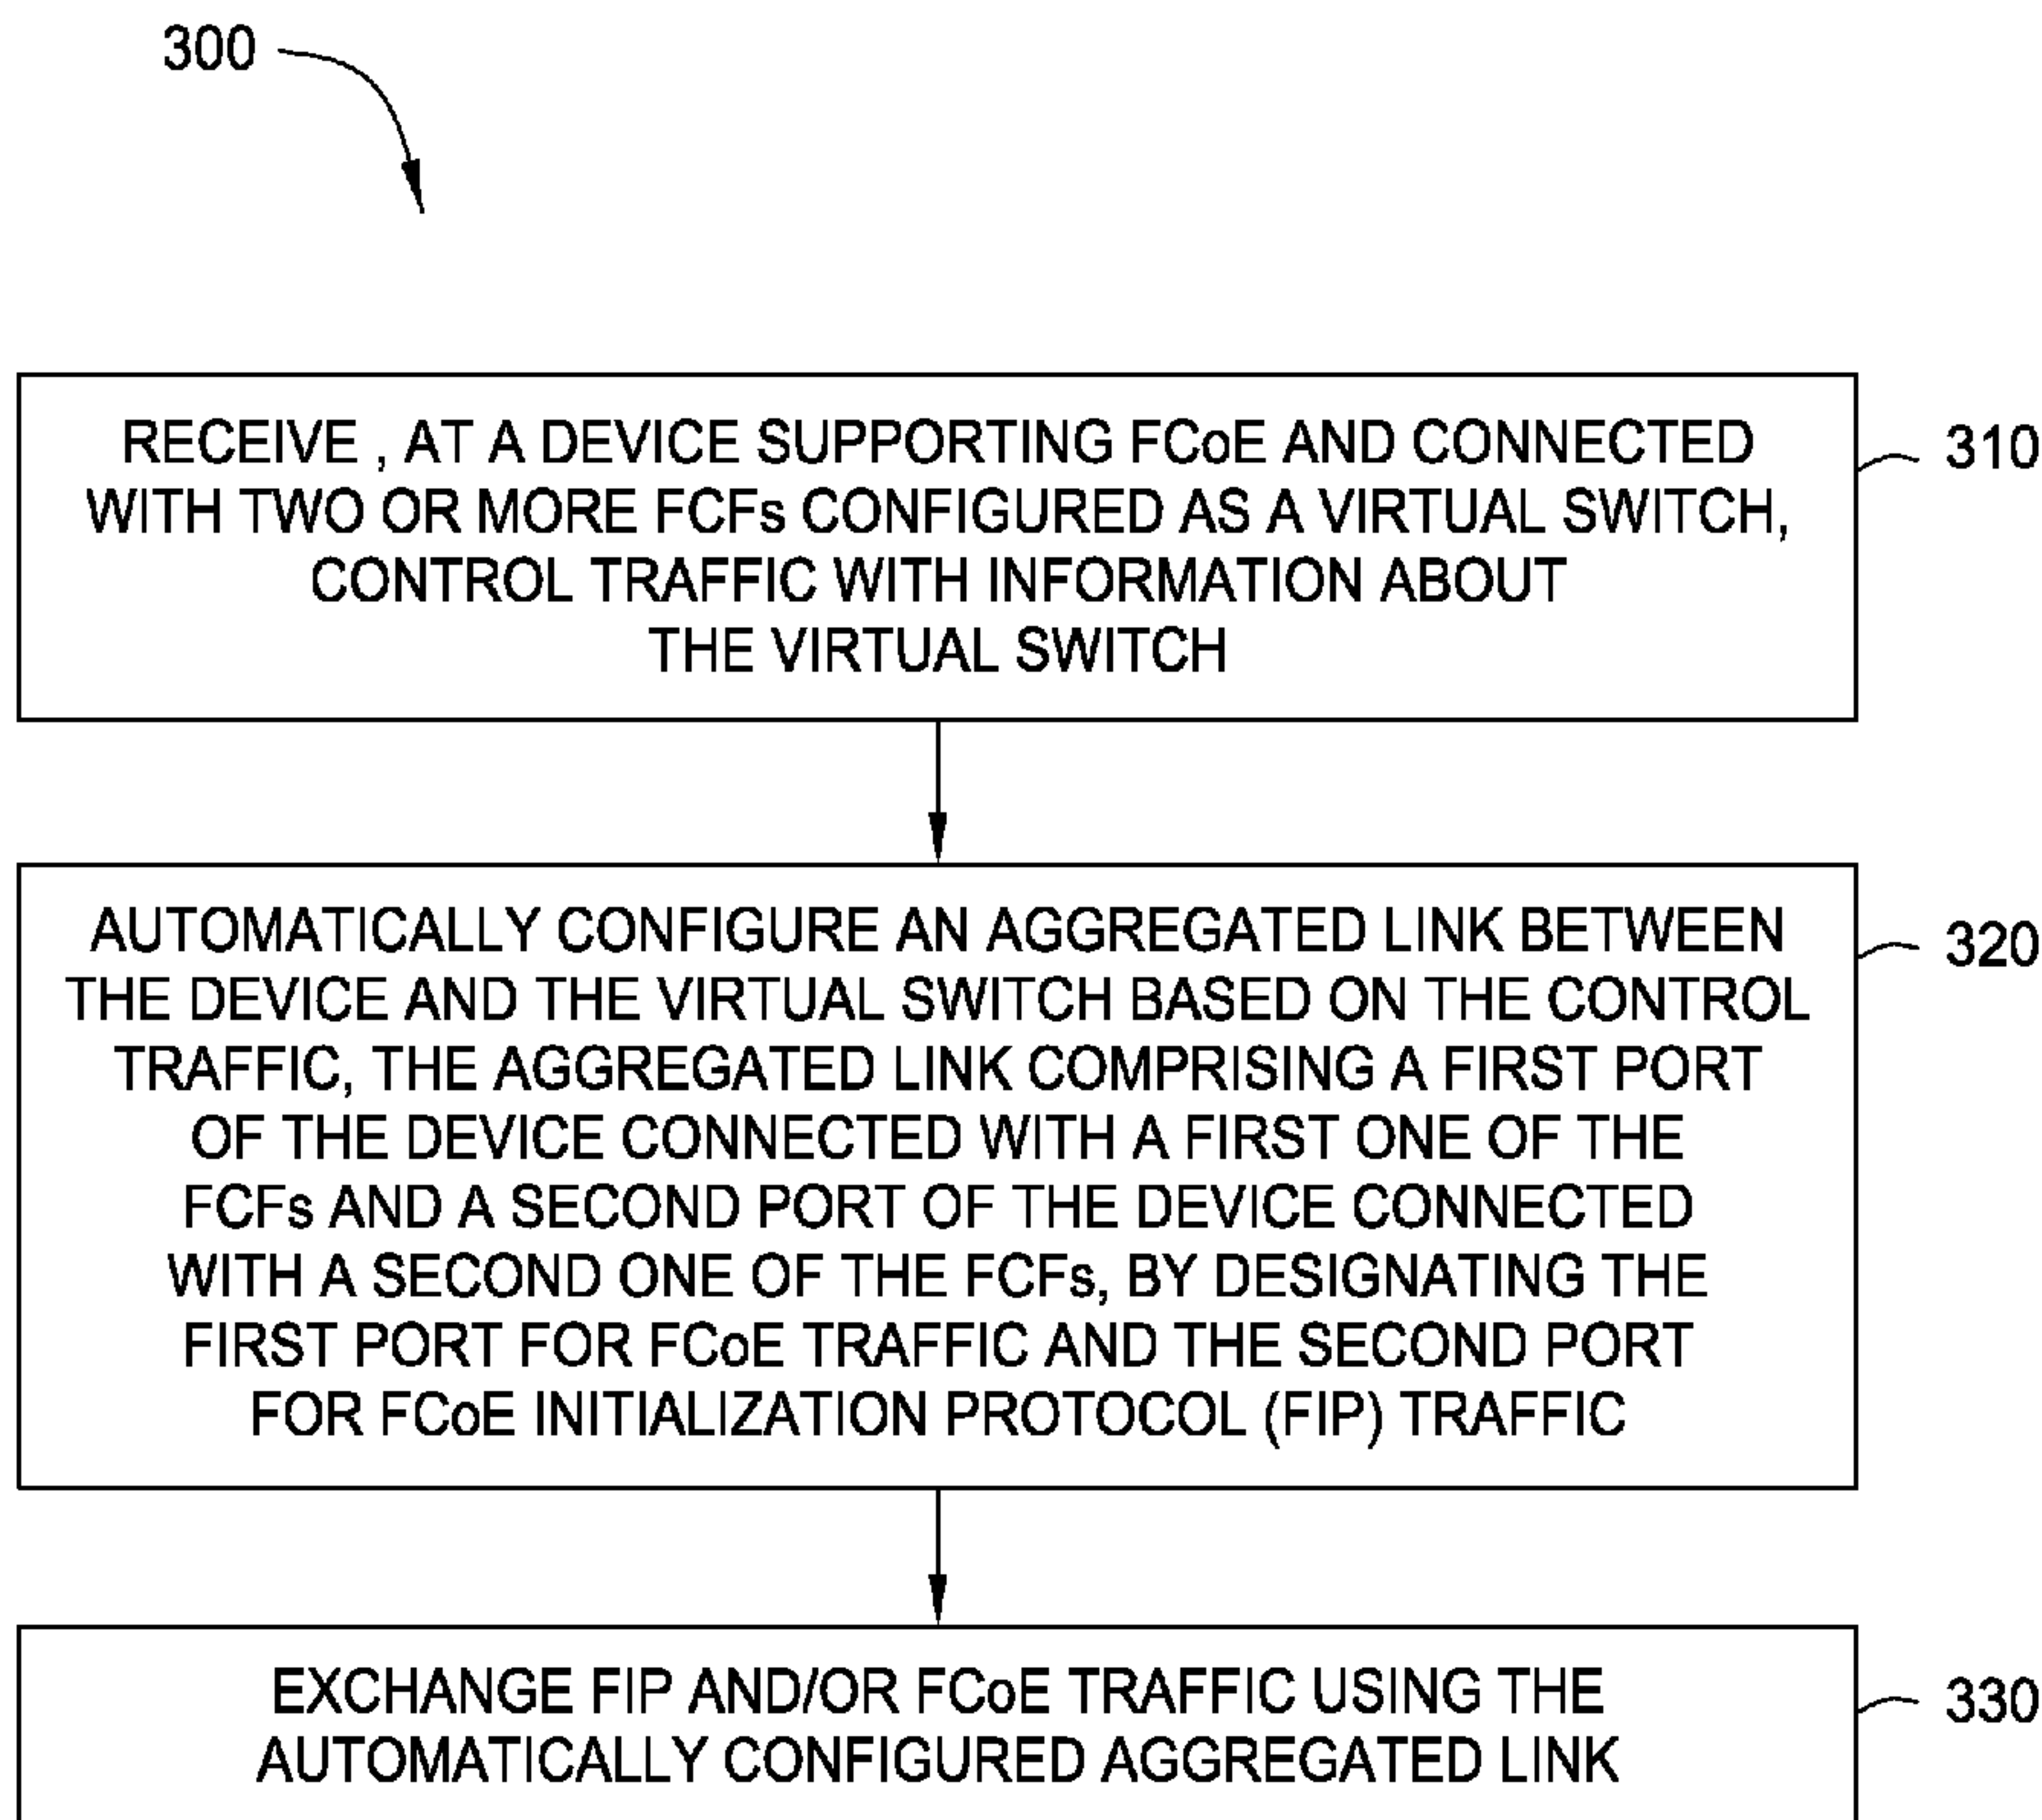 300
RECEIVE , AT A DEVICE SUPPORTING FCoE AND CONNECTED
WITH TWO OR MORE FCFs CONFIGURED AS A VIRTUAL SWITCH,
CONTROL TRAFFIC WITH INFORMATION ABOUT
THE VIRTUAL SWITCH
310
AUTOMATICALLY CONFIGURE AN AGGREGATED LINK BETWEEN
THE DEVICE AND THE VIRTUAL SWITCH BASED ON THE CONTROL
TRAFFIC, THE AGGREGATED LINK COMPRISING A FIRST PORT
OF THE DEVICE CONNECTED WITH A FIRST ONE OF THE
FCFs AND A SECOND PORT OF THE DEVICE CONNECTED
WITH A SECOND ONE OF THE FCFs, BY DESIGNATING THE
FIRST PORT FOR FCoE TRAFFIC AND THE SECOND PORT
FOR FCoE INITIALIZATION PROTOCOL (FIP) TRAFFIC
320
EXCHANGE FIP AND/OR FCoE TRAFFIC USING THE
AUTOMATICALLY CONFIGURED AGGREGATED LINK
330